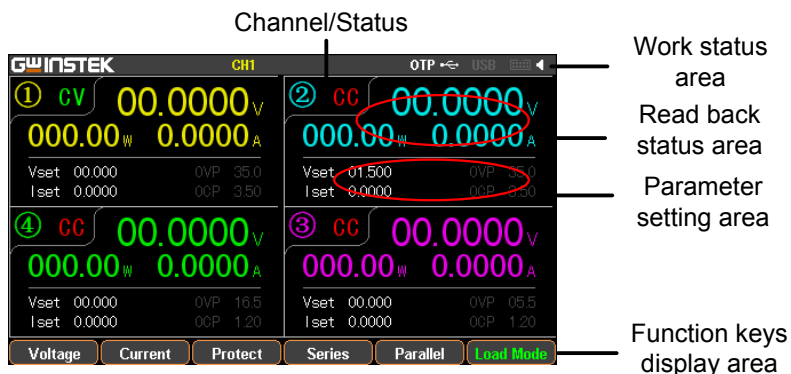 Channel/Status
GWINSTEK CH1 OTP USB
Work status
area
① CV 00.0000 V
000.00 W 0.0000 A
Vset 00.000 OVP 35.0
Iset 0.0000 OCP 3.50
② CC 00.0000 V
000.00 W 0.0000 A
Vset 01.500 OVP 35.0
Iset 0.0000 OCP 3.50
Read back
status area
Parameter
setting area
④ CC 00.0000 V
000.00 W 0.0000 A
Vset 00.000 OVP 16.5
Iset 0.0000 OCP 1.20
③ CC 00.0000 V
000.00 W 0.0000 A
Vset 00.000 OVP 05.5
Iset 0.0000 OCP 1.20
Voltage Current Protect Series Parallel Load Mode
Function keys
display area